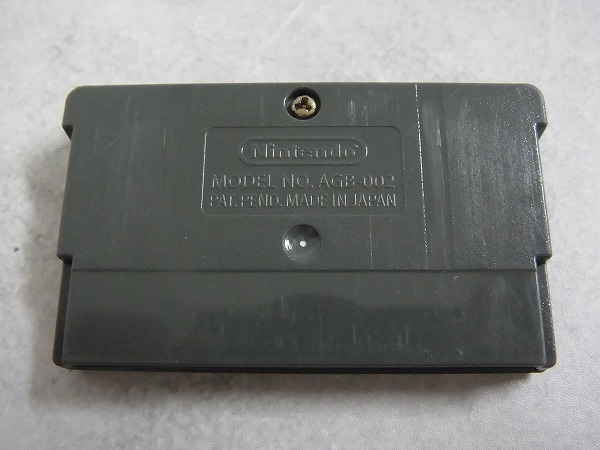 Nintendo®
MODEL NO. AGB-002
PAT. PEND. MADE IN JAPAN